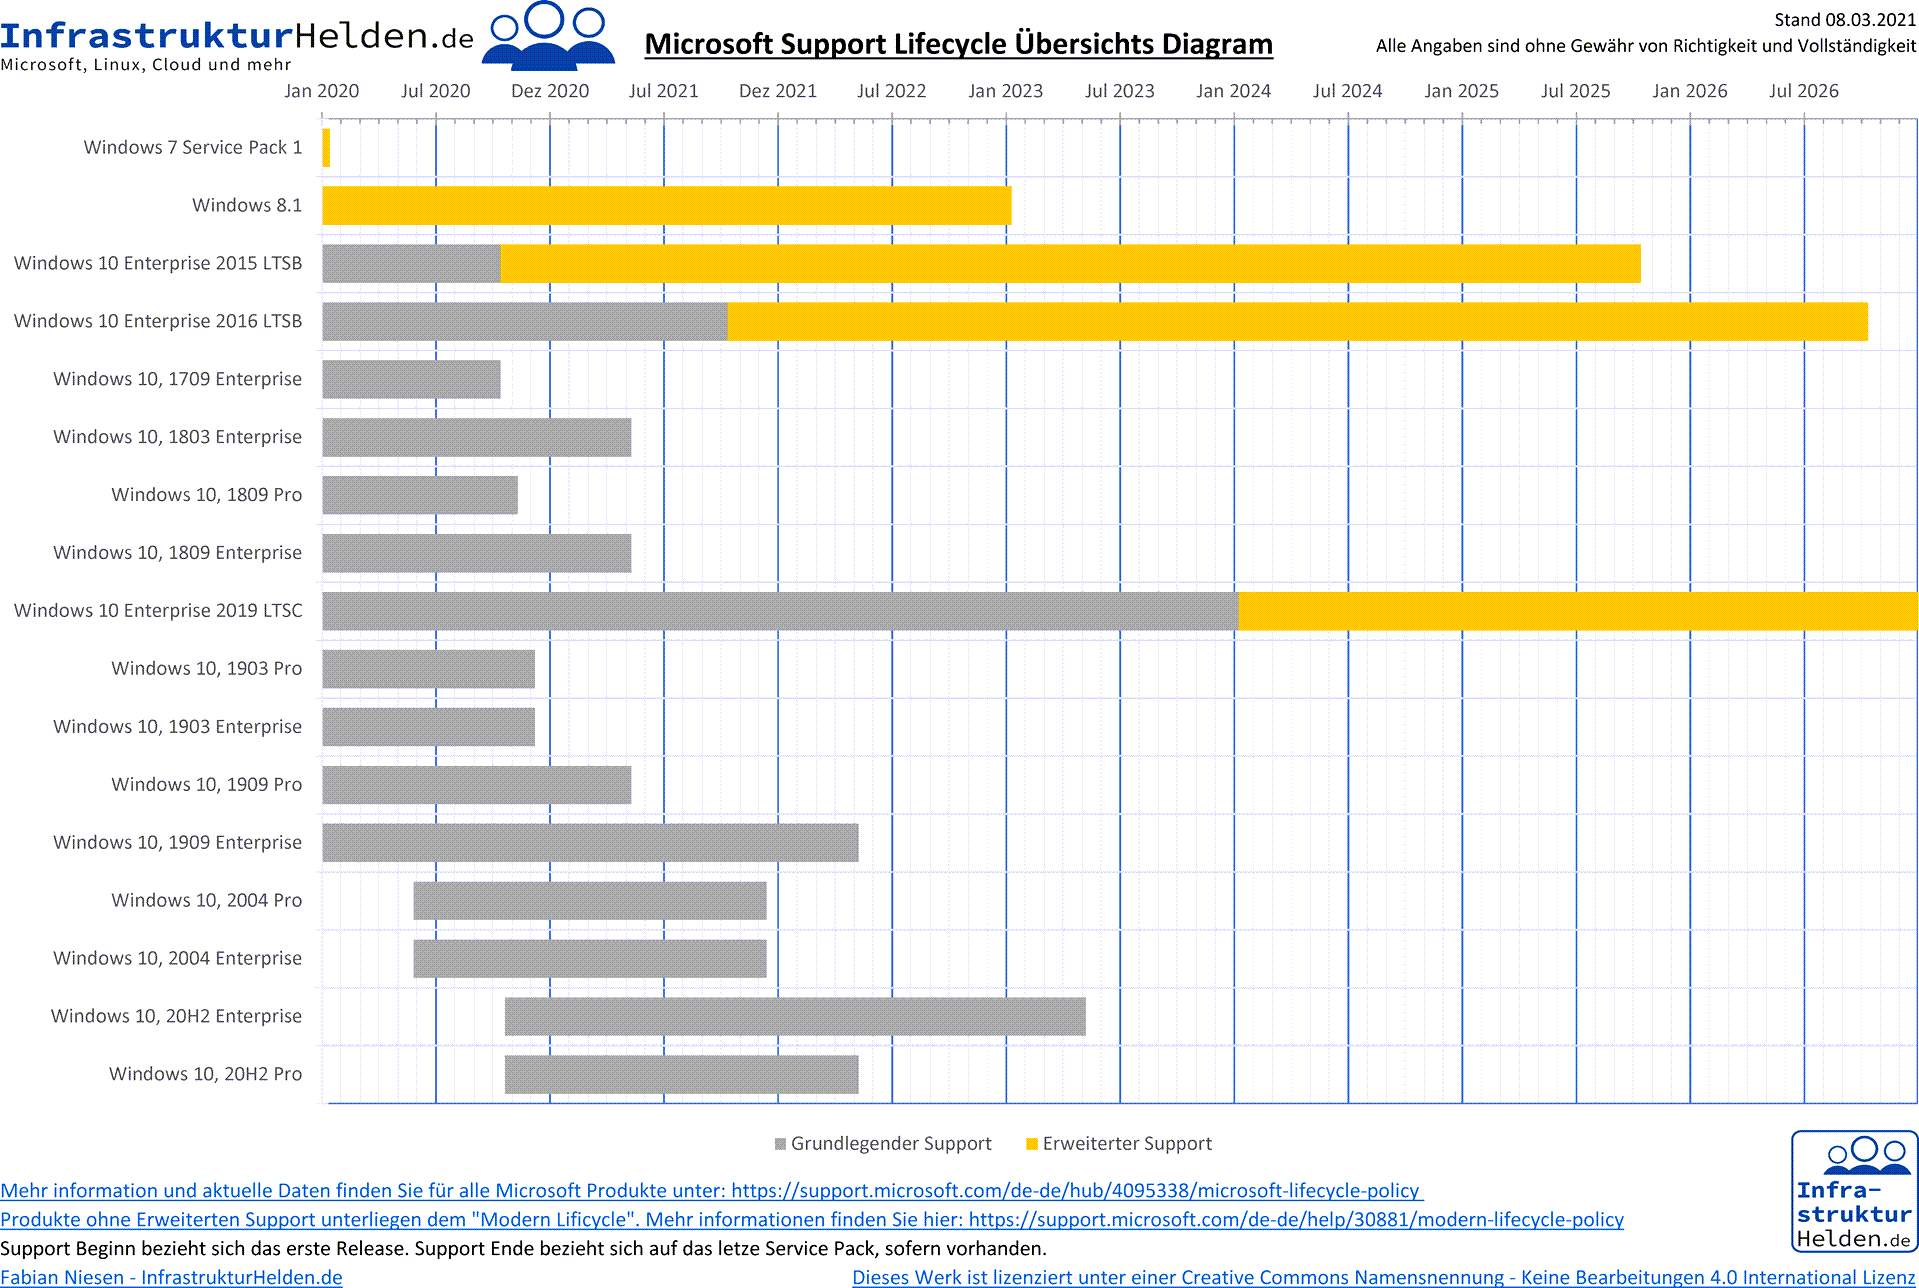 InfrastrukturHelden.de
Microsoft, Linux, Cloud und mehr
Microsoft Support Lifecycle Übersichts Diagram
Stand 08.03.2021
Alle Angaben sind ohne Gewähr von Richtigkeit und Vollständigkeit
Jan 2020 Jul 2020 Dez 2020 Jul 2021 Dez 2021 Jul 2022 Jan 2023 Jul 2023 Jan 2024 Jul 2024 Jan 2025 Jul 2025 Jan 2026 Jul 2026
Windows 7 Service Pack 1
Windows 8.1
Windows 10 Enterprise 2015 LTSB
Windows 10 Enterprise 2016 LTSB
Windows 10, 1709 Enterprise
Windows 10, 1803 Enterprise
Windows 10, 1809 Pro
Windows 10, 1809 Enterprise
Windows 10 Enterprise 2019 LTSC
Windows 10, 1903 Pro
Windows 10, 1903 Enterprise
Windows 10, 1909 Pro
Windows 10, 1909 Enterprise
Windows 10, 2004 Pro
Windows 10, 2004 Enterprise
Windows 10, 20H2 Enterprise
Windows 10, 20H2 Pro
Grundlegender Support Erweiterter Support
Mehr information und aktuelle Daten finden Sie für alle Microsoft Produkte unter: https://support.microsoft.com/de-de/hub/4095338/microsoft-lifecycle-policy
Produkte ohne Erweiterten Support unterliegen dem "Modern Lificycle". Mehr informationen finden Sie hier: https://support.microsoft.com/de-de/help/30881/modern-lifecycle-policy
Support Beginn bezieht sich das erste Release. Support Ende bezieht sich auf das letze Service Pack, sofern vorhanden.
Fabian Niesen - InfrastrukturHelden.de
Infra-
struktur
Helden.de
Dieses Werk ist lizenziert unter einer Creative Commons Namensnennung - Keine Bearbeitungen 4.0 International Lizenz